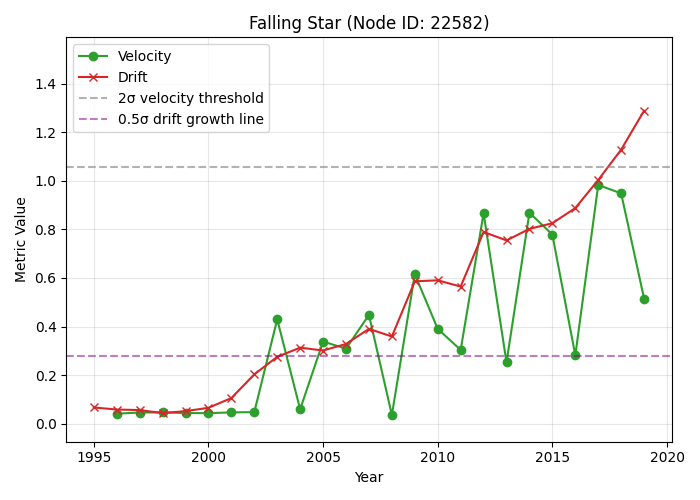 Falling Star (Node ID: 22582)
Velocity
Drift
2σ velocity threshold
0.5σ drift growth line
Metric Value
1.4
1.2
1.0
0.8
0.6
0.4
0.2
0.0
1995 2000 2005 2010 2015 2020
Year